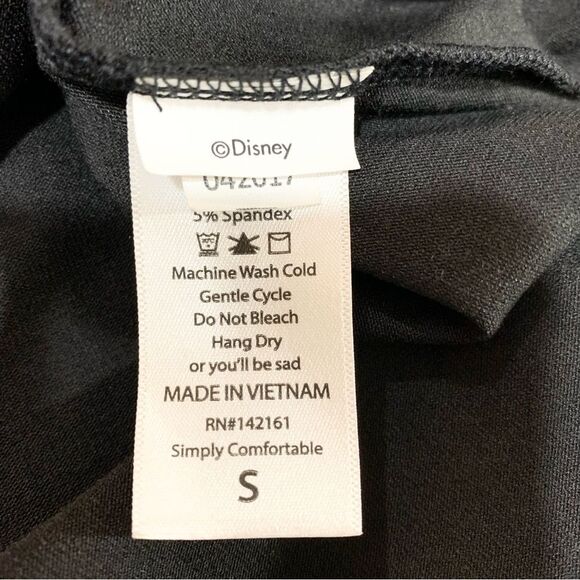 ©Disney
042017
5% Spandex
Machine Wash Cold
Gentle Cycle
Do Not Bleach
Hang Dry
or you'll be sad
MADE IN VIETNAM
RN#142161
Simply Comfortable
S